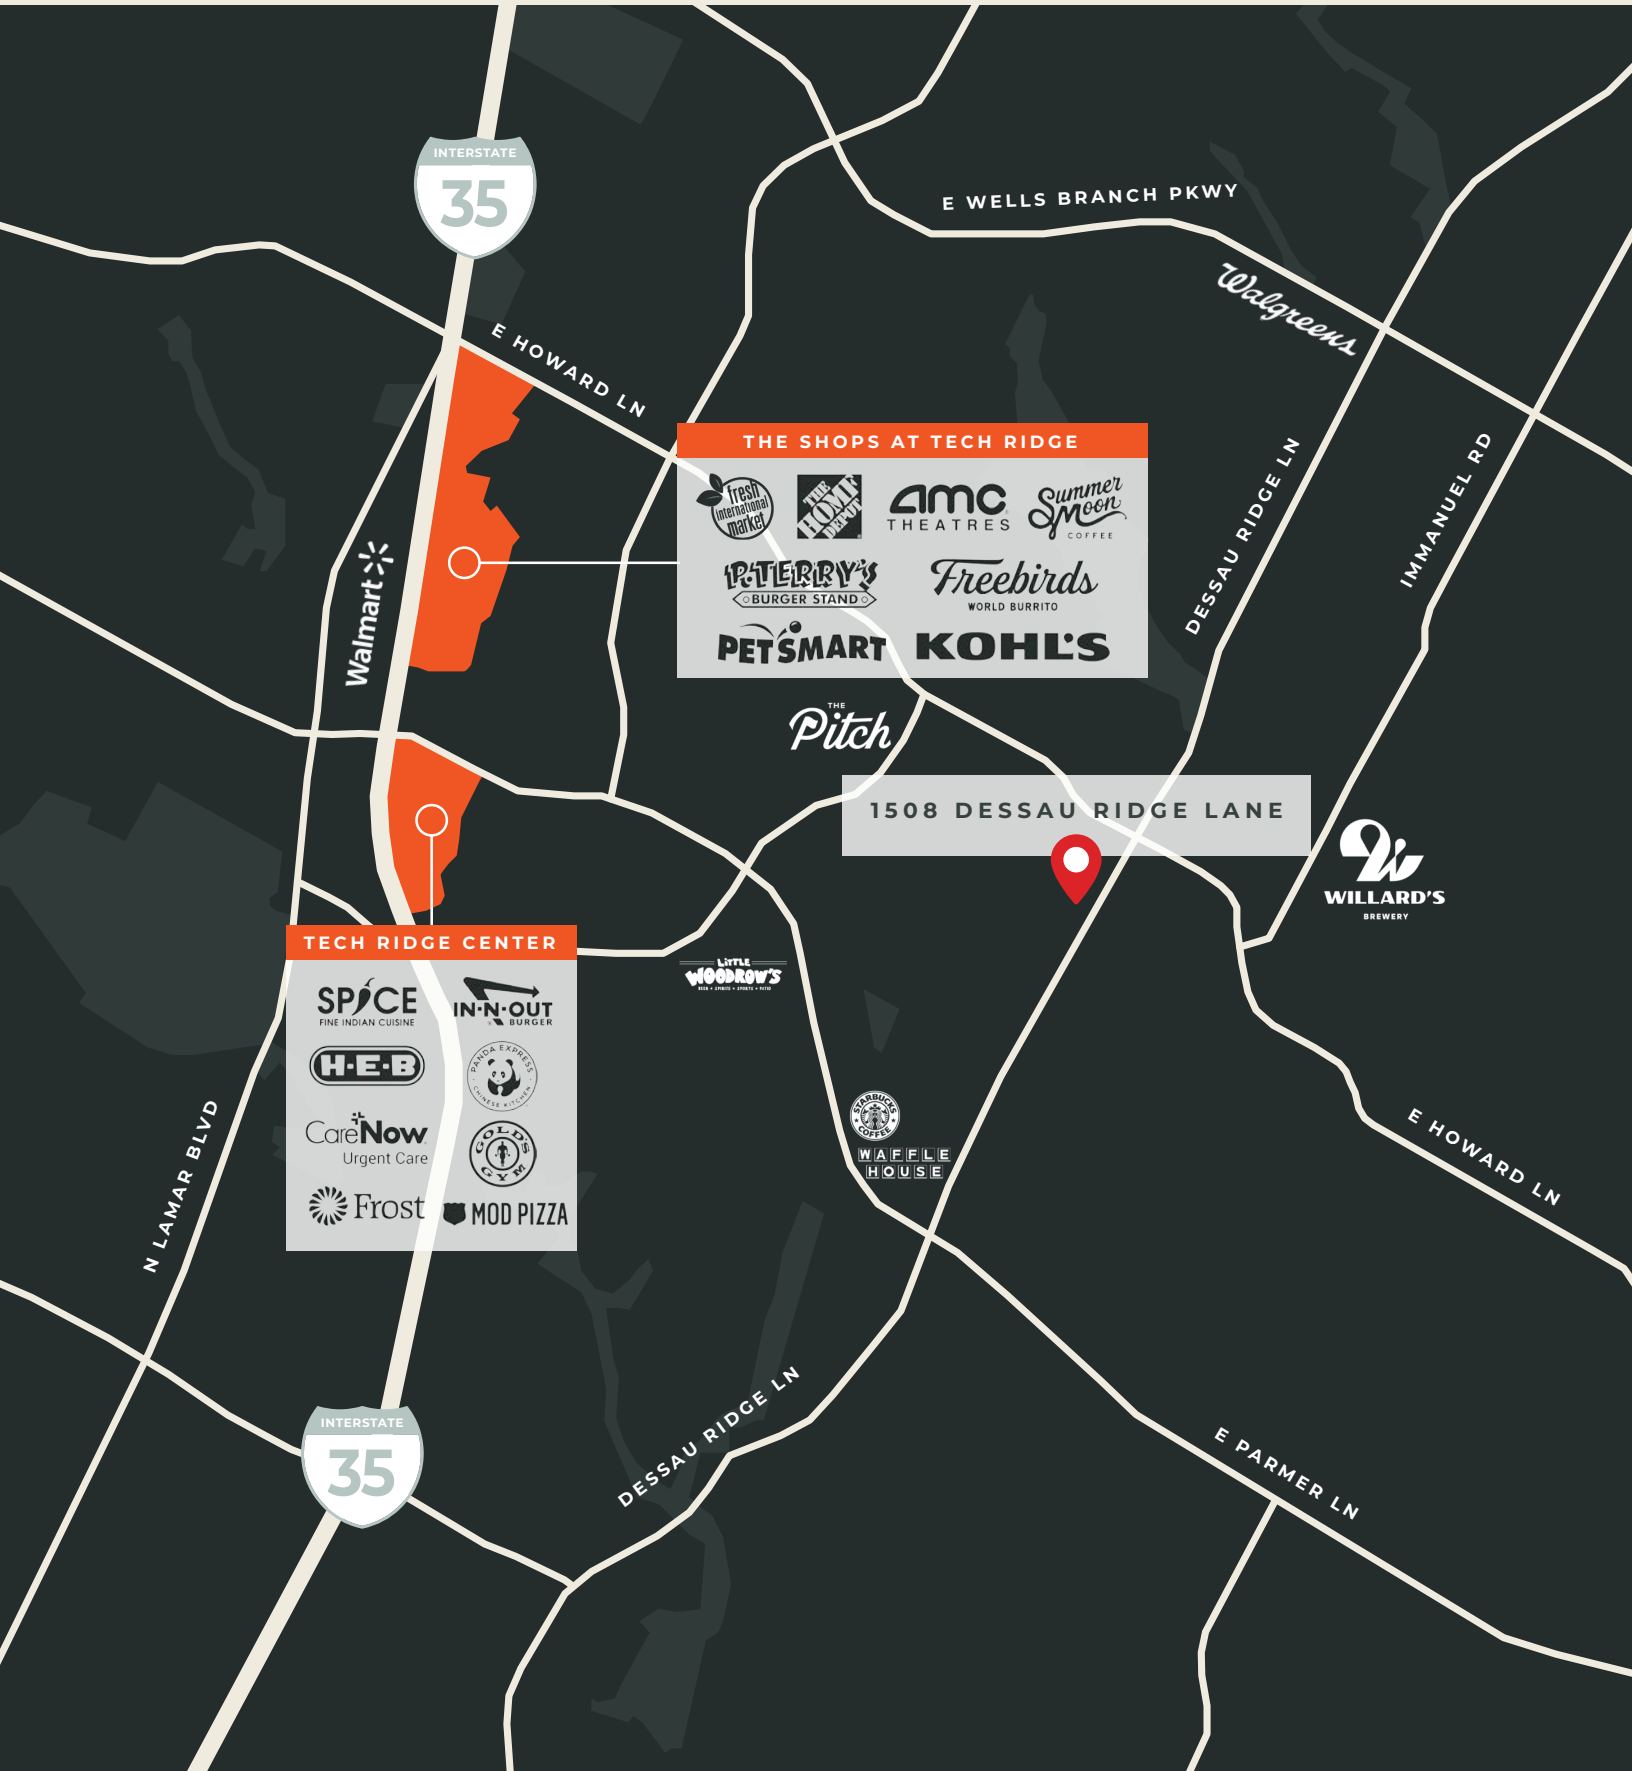 INTERSTATE
35
E WELLS BRANCH PKWY
Walgreens
E HOWARD LN
THE SHOPS AT TECH RIDGE
fresh
international
market
THE
HOME
DEPOT
amc
THEATRES
Summer
Moon
COFFEE
P.TERRY'S
BURGER STAND
Freebirds
WORLD BURRITO
PETSMART
KOHL'S
DESSAU RIDGE LN
IMMANUEL RD
Walmart
THE
Pitch
1508 DESSAU RIDGE LANE
WILLARD'S
BREWERY
TECH RIDGE CENTER
SPICE
FINE INDIAN CUISINE
IN-N-OUT
BURGER
H-E-B
PANDA EXPRESS
CHINESE KITCHEN
CareNow
Urgent Care
GOLD'S
GYM
Frost
MOD PIZZA
LITTLE
WOODROW'S
BEER • SPIRITS • SPORTS • PATIO
STARBUCKS
COFFEE
WAFFLE
HOUSE
N LAMAR BLVD
E HOWARD LN
INTERSTATE
35
DESSAU RIDGE LN
E PARMER LN